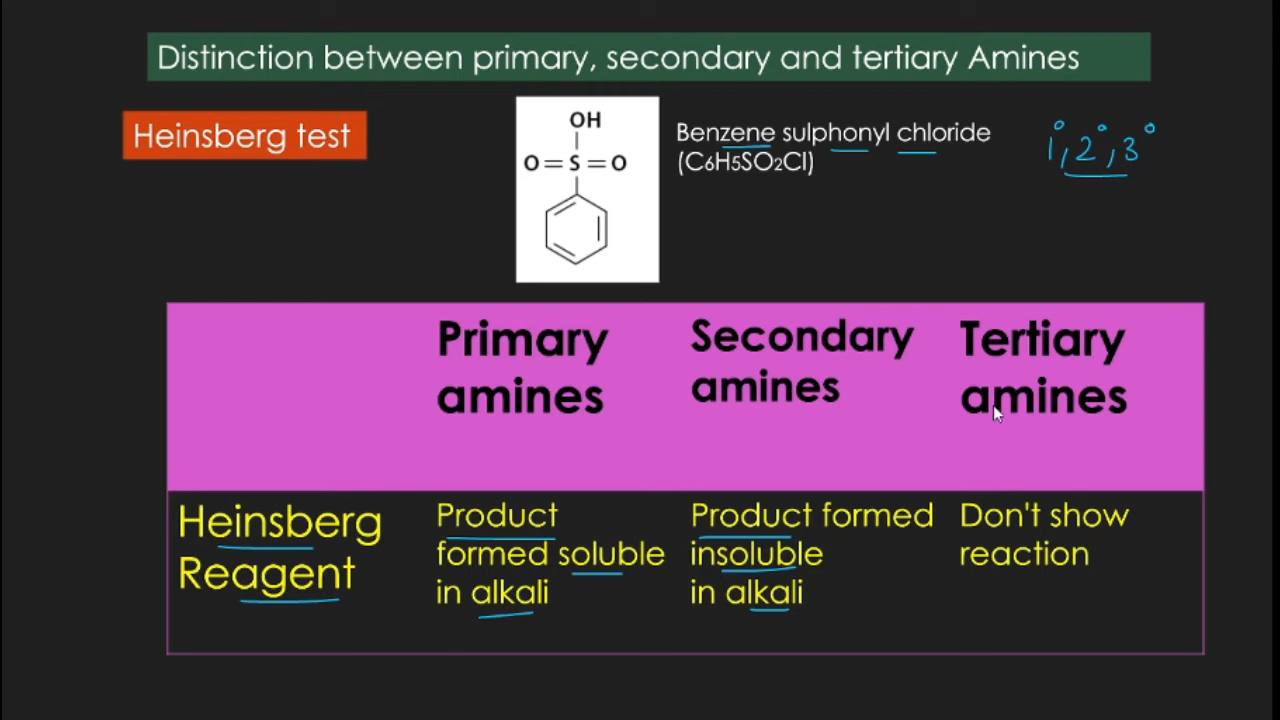 Distinction between primary, secondary and tertiary Amines
Heinsberg test
OH
O=S=O
Benzene sulphonyl chloride
(C6H5SO2Cl)
1°, 2°, 3°
Primary
amines
Secondary
amines
Tertiary
amines
Heinsberg
Reagent
Product
formed soluble
in alkali
Product formed
insoluble
in alkali
Don't show
reaction